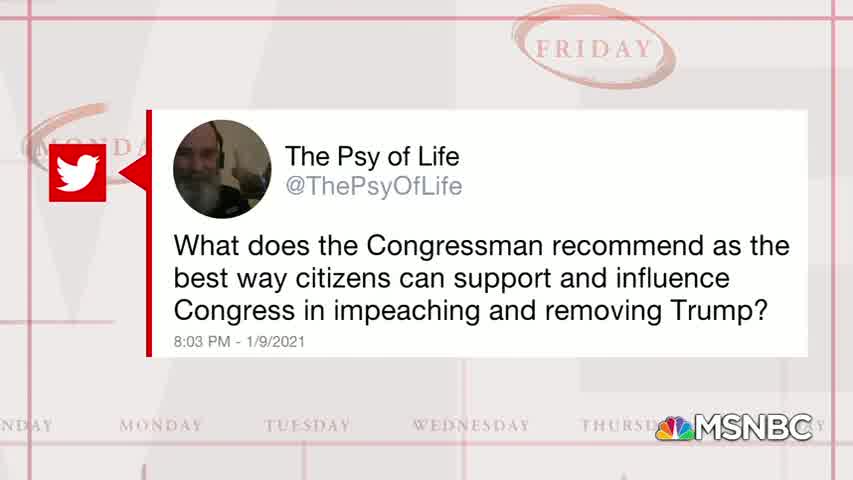 FRIDAY
MONDA
The Psy of Life
@ThePsyOfLife
What does the Congressman recommend as the
best way citizens can support and influence
Congress in impeaching and removing Trump?
8:03 PM - 1/9/2021
NDAY MONDAY TUESDAY WEDNESDAY THURSD AY
MSNBC